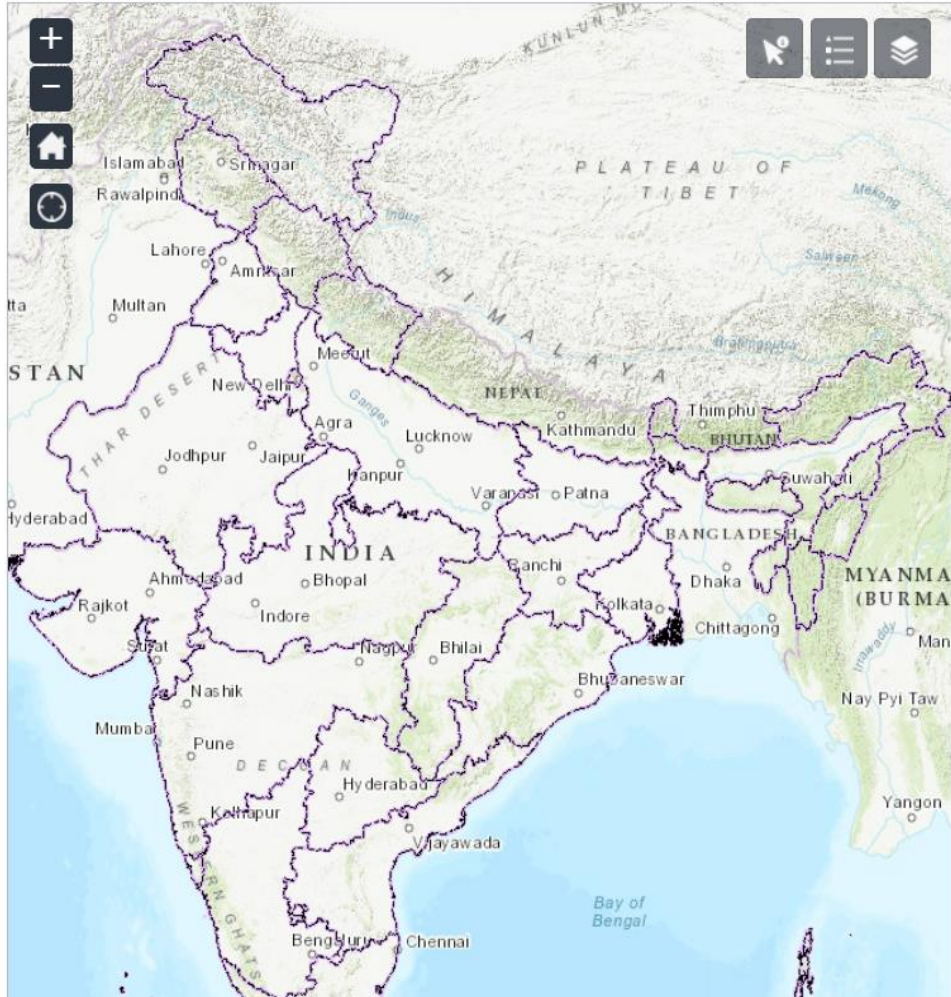 KUNLUN
PLATEAU OF
TIBET
Islamabad
Srinagar
Rawalpindi
Indus
Mekong
Salween
Lahore
Amritsar
HIMALAYA
Multan
Brahmaputra
STAN
THAR DESERT
New Delhi
Meerut
NEPAL
Kathmandu
Thimphu
BHUTAN
Ganges
Agra
Lucknow
Jodhpur
Jaipur
Kanpur
Guwahati
Varanasi
Patna
Hyderabad
BANGLADESH
INDIA
Ahmedabad
Bhopal
Ranchi
Dhaka
MYANMA
(BURMA
Rajkot
Indore
Kolkata
Chittagong
Man
Irrawaddy
Surat
Nagpur
Bhilai
Nashik
Bhubaneswar
Nay Pyi Taw
Mumbai
Pune
DECCAN
Hyderabad
Yangon
Kolhapur
WESTERN GHATS
Vijayawada
Bay of
Bengal
Bengaluru
Chennai